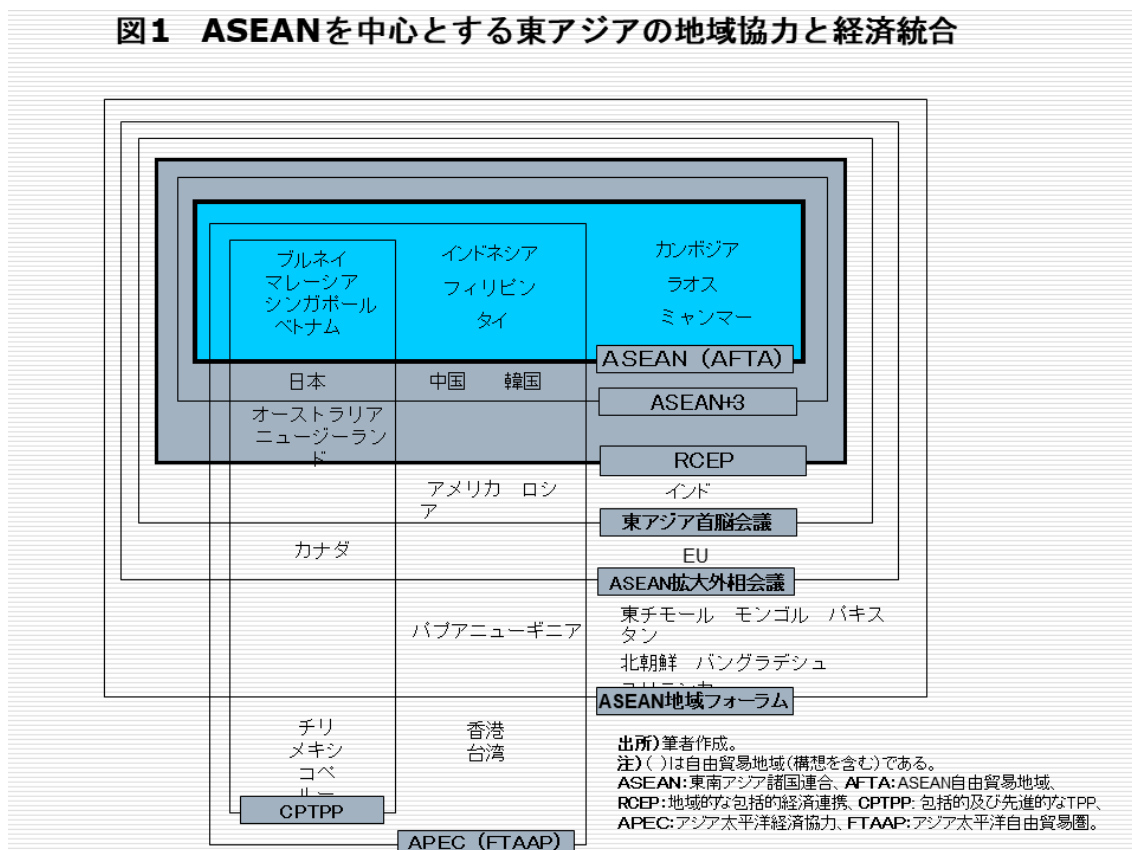 図1 ASEANを中心とする東アジアの地域協力と経済統合
ブルネイ
マレーシア
シンガポール
ベトナム
インドネシア
フィリピン
タイ
カンボジア
ラオス
ミャンマー
ASEAN (AFTA)
日本
中国 韓国
ASEAN+3
オーストラリア
ニュージーラン
ド
RCEP
アメリカ ロシ
ア
インド
東アジア首脳会議
カナダ
EU
ASEAN拡大外相会議
パプアニューギニア
東チモール モンゴル パキス
タン
北朝鮮 バングラデシュ
ASEAN地域フォーラム
チリ
メキシ
コペ
香港
台湾
CPTPP
APEC (FTAAP)
出所)筆者作成。
注)( )は自由貿易地域(構想を含む)である。
ASEAN:東南アジア諸国連合、AFTA:ASEAN自由貿易地域、
RCEP:地域的な包括的経済連携、CPTPP:包括的及び先進的なTPP、
APEC:アジア太平洋経済協力、FTAAP:アジア太平洋自由貿易圏。